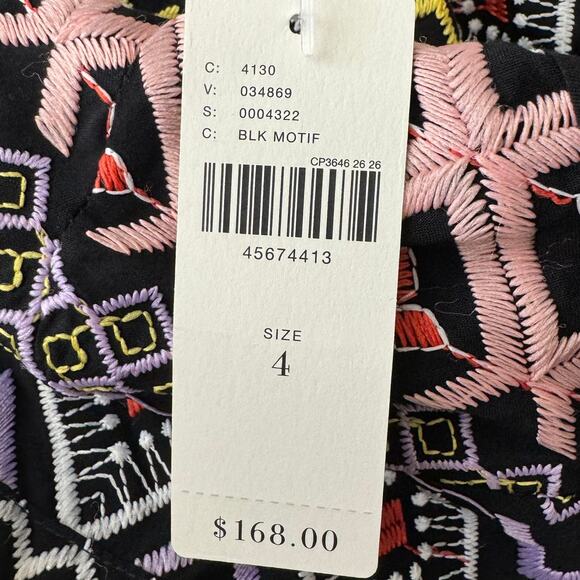 C: 4130
V: 034869
S: 0004322
C: BLK MOTIF
CP3646 26 26
45674413
SIZE
4
$168.00